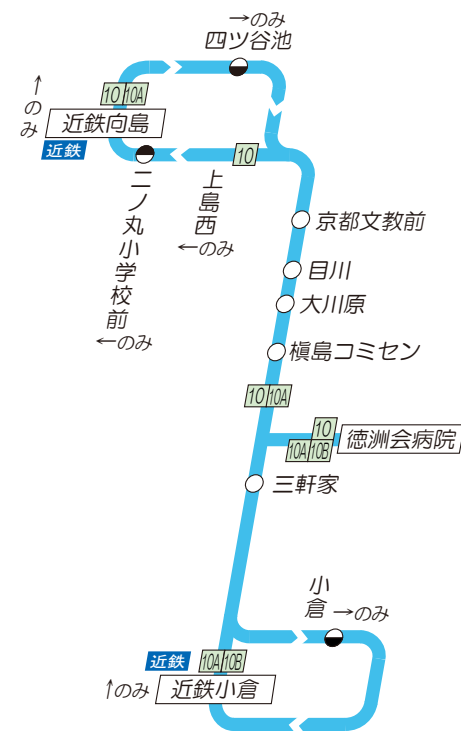 →のみ
四ツ谷池
↑のみ
10 10A
近鉄向島
近鉄
10
二ノ丸小学校前
←のみ
上島西
←のみ
京都文教前
目川
大川原
槇島コミセン
10 10A
10
10A 10B
徳洲会病院
三軒家
小倉
→のみ
近鉄
10A 10B
↑のみ
近鉄小倉